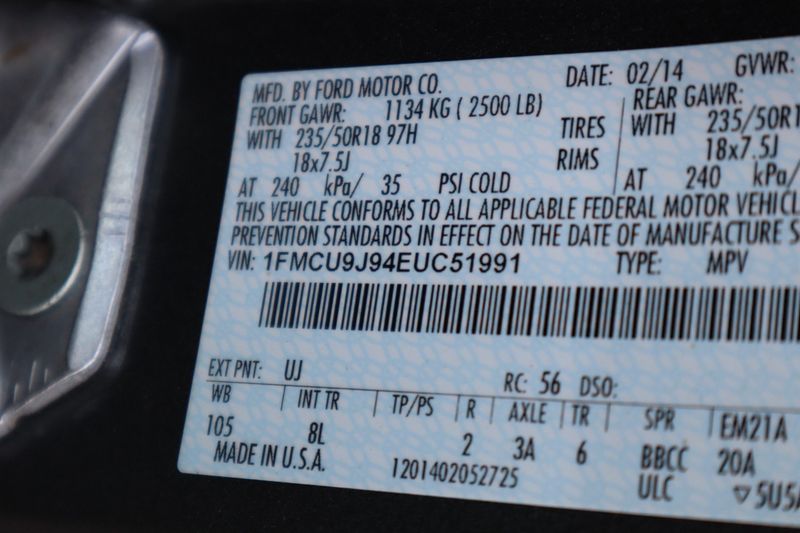 MFD. BY FORD MOTOR CO. DATE: 02/14 GVWR:
FRONT GAWR: 1134 KG ( 2500 LB) REAR GAWR:
WITH 235/50R18 97H TIRES WITH 235/50R1
18x7.5J RIMS 18x7.5J
AT 240 kPa/ 35 PSI COLD AT 240 kPa/
THIS VEHICLE CONFORMS TO ALL APPLICABLE FEDERAL MOTOR VEHICL
PREVENTION STANDARDS IN EFFECT ON THE DATE OF MANUFACTURE S
VIN: 1FMCU9J94EUC51991 TYPE: MPV
EXT PNT: UJ RC: 56 DSO:
WB INT TR TP/PS R AXLE TR SPR EM21A
105 8L 2 3A 6 BBCC 20A
MADE IN U.S.A. 1201402052725 ULC ▽5U5A